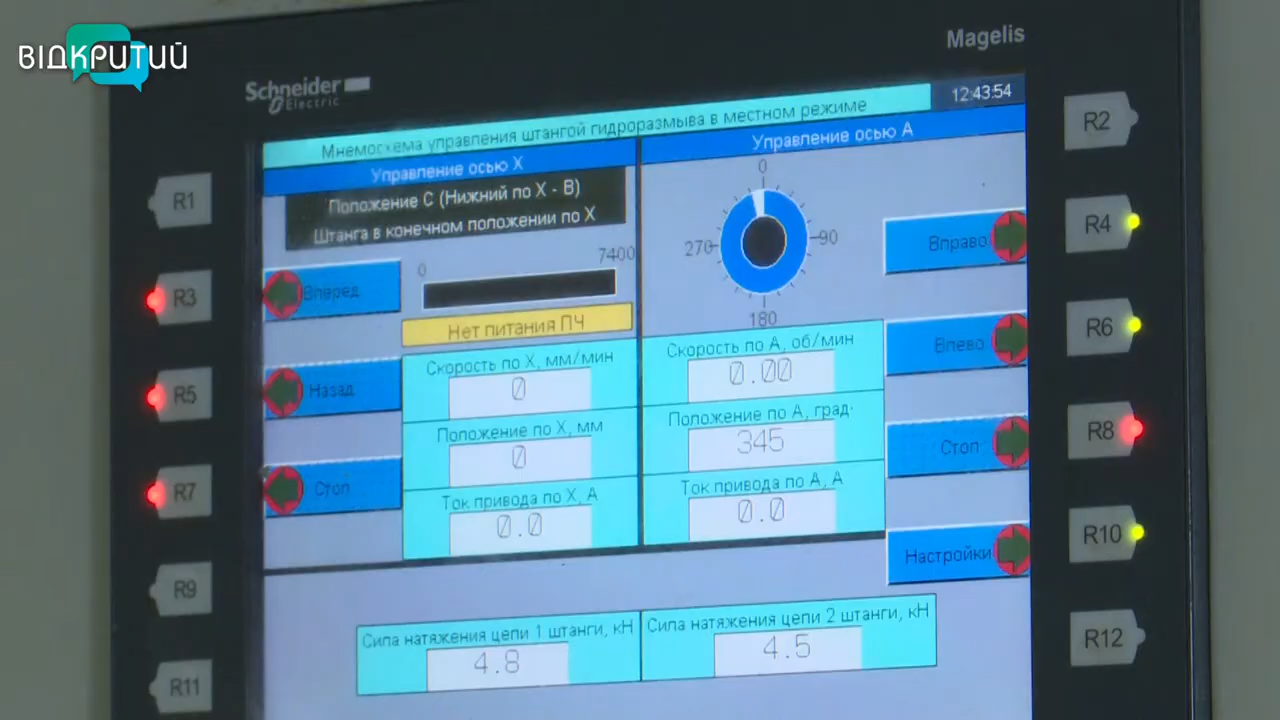 ВІДКРИТИЙ
Magelis
Schneider
Electric
12:43:54
Мнемосхема управления штангой гидроразмыва в местном режиме
Управление осью X
Управление осью А
Положение С (Нижний по X - В)
Штанга в конечном положении по X
0
7400
Нет питания ПЧ
Вперед
Назад
Стоп
Скорость по X, мм/мин
0
Положение по X, мм
0
Ток привода по X, А
0.0
0
90
180
270
Скорость по А, об/мин
0.00
Положение по А, град.
345
Ток привода по А, А
0.0
Вправо
Влево
Стоп
Настройки
Сила натяжения цепи 1 штанги, кН
4.8
Сила натяжения цепи 2 штанги, кН
4.5
R1
R3
R5
R7
R9
R11
R2
R4
R6
R8
R10
R12